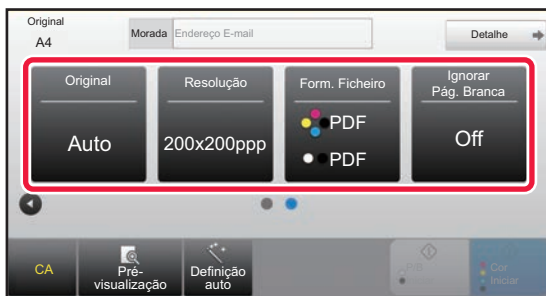 Original
A4
Morada Endereço E-mail
Detalhe
Original
Auto
Resolução
200x200ppp
Form. Ficheiro
PDF
PDF
Ignorar
Pág. Branca
Off
CA
Pré-
visualização
Definição
auto
P/B
Iniciar
Cor
Iniciar